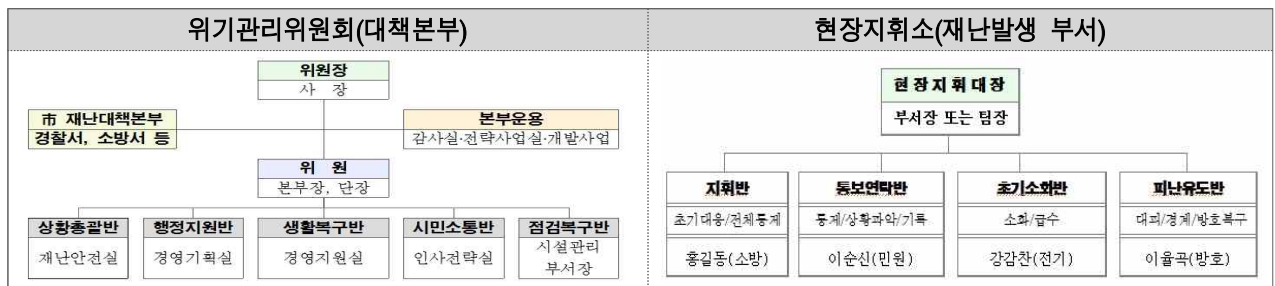 위기관리위원회(대책본부)
위원장
사 장
市 재난대책본부
경찰서, 소방서 등
본부운용
감사실·전략사업실·개발사업
위 원
본부장, 단장
상황총괄반
재난안전실
행정지원반
경영기획실
생활복구반
경영지원실
시민소통반
인사전략실
점검복구반
시설관리
부서장
현장지휘소(재난발생 부서)
현장지휘대장
부서장 또는 팀장
지휘반
초기대응/전체통제
홍길동(소방)
통보연락반
통제/상황파악/기록
이순신(민원)
초기소화반
소화/급수
강감찬(전기)
피난유도반
대피/경계/방호복구
이율곡(방호)